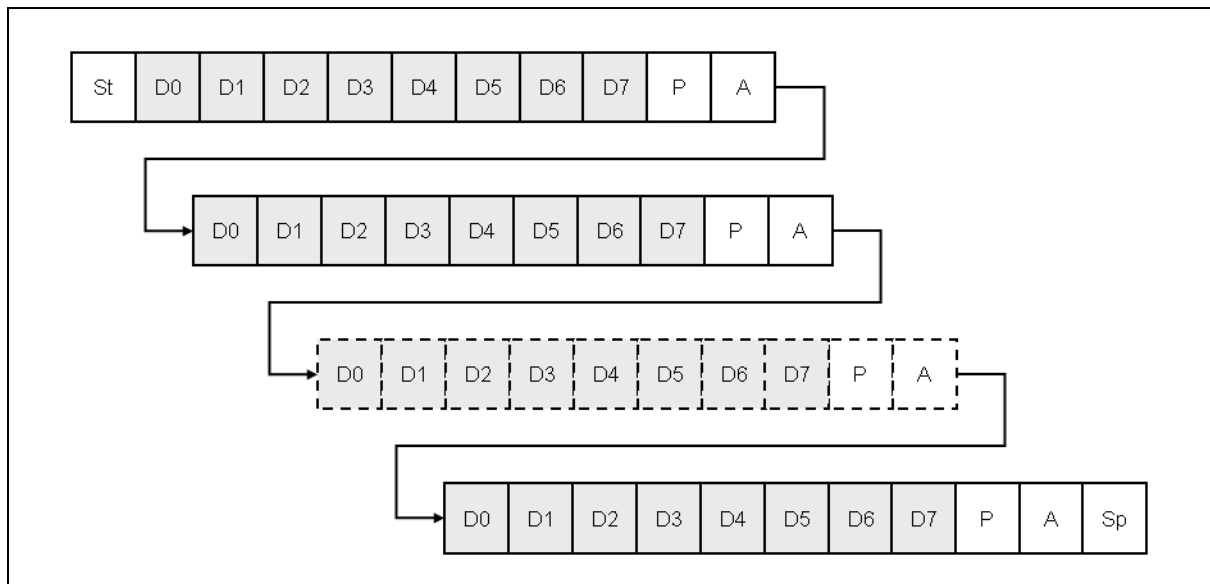 St D0 D1 D2 D3 D4 D5 D6 D7 P A
D0 D1 D2 D3 D4 D5 D6 D7 P A
D0 D1 D2 D3 D4 D5 D6 D7 P A
D0 D1 D2 D3 D4 D5 D6 D7 P A Sp